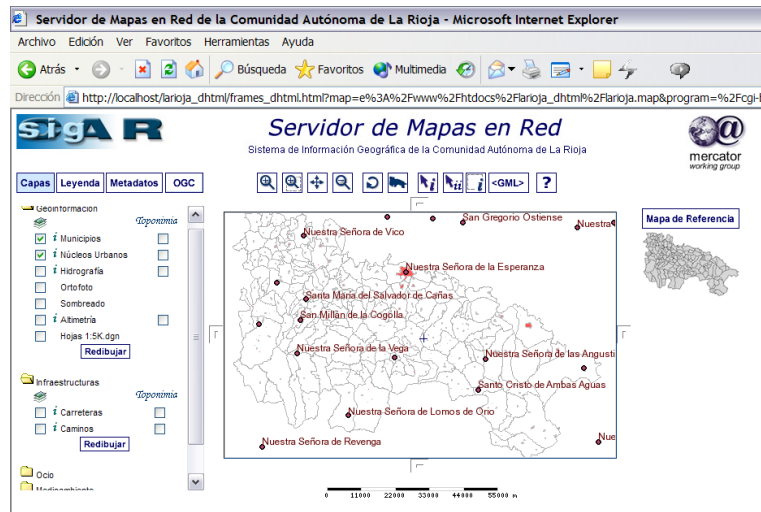 Servidor de Mapas en Red de la Comunidad Autónoma de La Rioja - Microsoft Internet Explorer
Archivo Edición Ver Favoritos Herramientas Ayuda
Atrás Búsqueda Favoritos Multimedia
Dirección http://localhost/larioja_dhtml/frames_dhtml.html?map=e%3A%2Fwww%2Fhtdocs%2Flarioja_dhtml%2Flarioja.map&program=%2Fcgi-
SigA R
Servidor de Mapas en Red
Sistema de Información Geográfica de la Comunidad Autónoma de La Rioja
mercator
working group
Capas Leyenda Metadatos OGC
i ii i <GML> ?
Geoinformacion
Toponimia
i Municipios
i Núcleos Urbanos
i Hidrografía
Ortofoto
Sombreado
i Altimetría
Hojas 1:5K.dgn
Redibujar
Infraestructuras
Toponimia
i Carreteras
i Caminos
Redibujar
Ocio
Medioambiente
San Gregorio Ostiense
Nuestra
Nuestra Señora de Vico
Nuestra Señora de la Esperanza
Santa María del Salvador de Cañas
San Millán de la Cogolla
Nuestra Señora de la Vega
Nuestra Señora de las Angusti
Santo Cristo de Ambas Aguas
Nuestra Señora de Lomos de Orio
Nuestra Señora de Revenga
Nue
0 11000 22000 33000 44000 55000 m
Mapa de Referencia